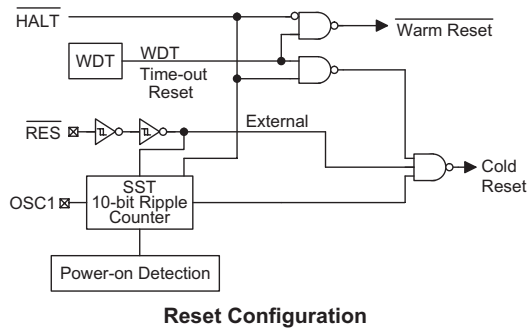 HALT
Warm Reset
WDT
WDT
Time-out
Reset
RES
External
Cold
Reset
SST
10-bit Ripple
Counter
OSC1
Power-on Detection
Reset Configuration